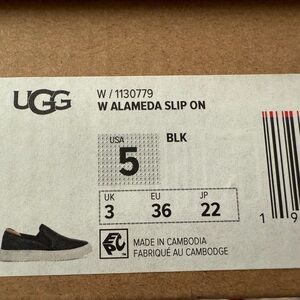 UGG
W / 1130779
W ALAMEDA SLIP ON
USA
5
BLK
UK
3
EU
36
JP
22
MADE IN CAMBODIA
FABRIQUÉ AU CAMBODGE
1 9